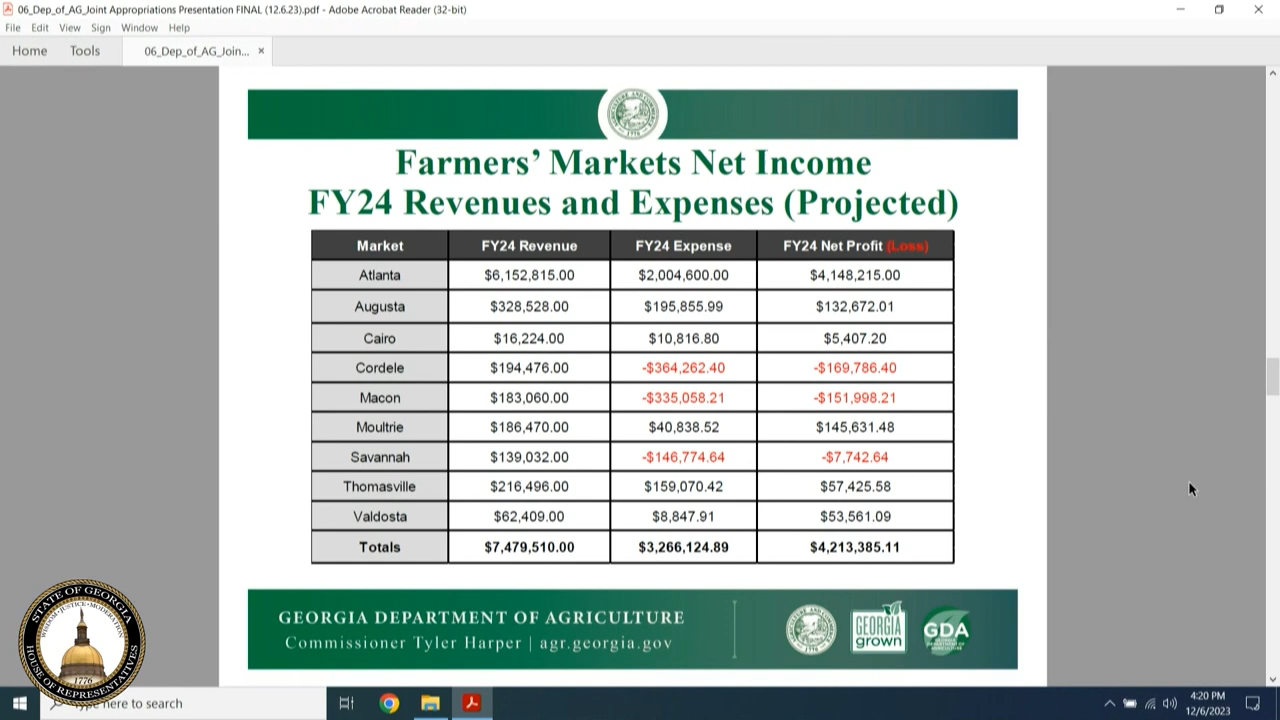 06_Dep_of_AG_Joint Appropriations Presentation FINAL (12.6.23).pdf - Adobe Acrobat Reader (32-bit)
File Edit View Sign Window Help
Home Tools 06_Dep_of_AG_Join... ×
Farmers' Markets Net Income
FY24 Revenues and Expenses (Projected)
Market FY24 Revenue FY24 Expense FY24 Net Profit (Loss)
Atlanta $6,152,815.00 $2,004,600.00 $4,148,215.00
Augusta $328,528.00 $195,855.99 $132,672.01
Cairo $16,224.00 $10,816.80 $5,407.20
Cordele $194,476.00 -$364,262.40 -$169,786.40
Macon $183,060.00 -$335,058.21 -$151,998.21
Moultrie $186,470.00 $40,838.52 $145,631.48
Savannah $139,032.00 -$146,774.64 -$7,742.64
Thomasville $216,496.00 $159,070.42 $57,425.58
Valdosta $62,409.00 $8,847.91 $53,561.09
Totals $7,479,510.00 $3,266,124.89 $4,213,385.11
GEORGIA DEPARTMENT OF AGRICULTURE
Commissioner Tyler Harper | agr.georgia.gov
GEORGIA
grown
GDA
STATE OF GEORGIA
WISDOM JUSTICE MODERATION
1776
HOUSE OF REPRESENTATIVES
here to search
4:20 PM
12/6/2023